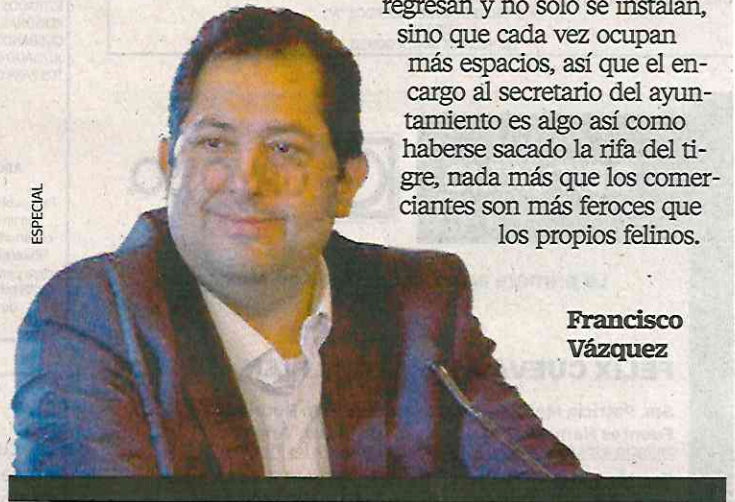 regresan y no solo se instalan,
sino que cada vez ocupan
más espacios, así que el en-
cargo al secretario del ayun-
tamiento es algo así como
haberse sacado la rifa del ti-
gre, nada más que los comer-
ciantes son más feroces que
los propios felinos.
ESPECIAL
Francisco
Vázquez